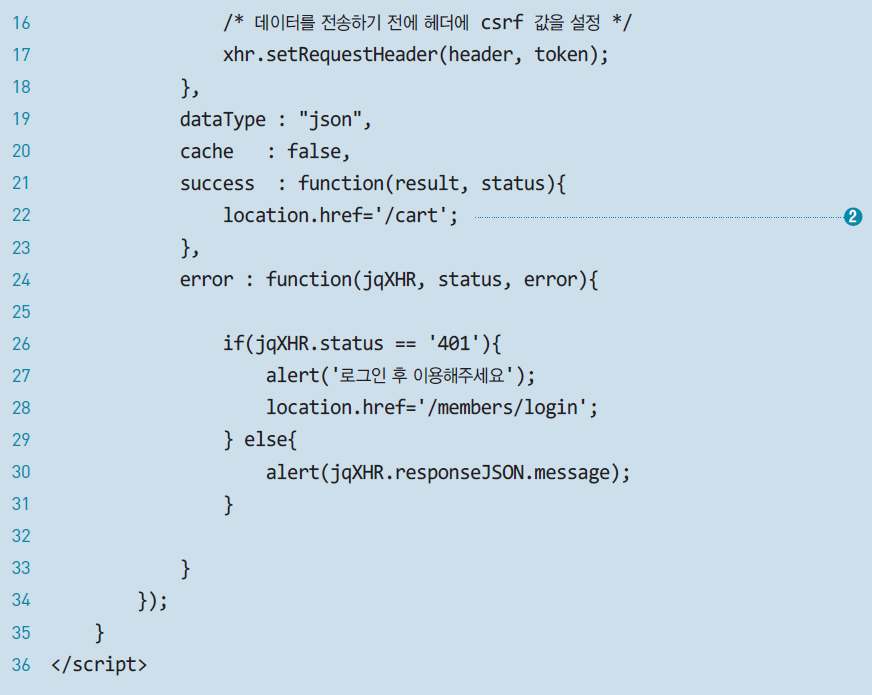 16 /* 데이터를 전송하기 전에 헤더에 csrf 값을 설정 */
17 xhr.setRequestHeader(header, token);
18 },
19 dataType : "json",
20 cache   : false,
21 success  : function(result, status){
22 location.href='/cart'; 2
23 },
24 error : function(jqXHR, status, error){
25
26 if(jqXHR.status == '401'){
27 alert('로그인 후 이용해주세요');
28 location.href='/members/login';
29 } else{
30 alert(jqXHR.responseJSON.message);
31 }
32
33 }
34 });
35 }
36 </script>